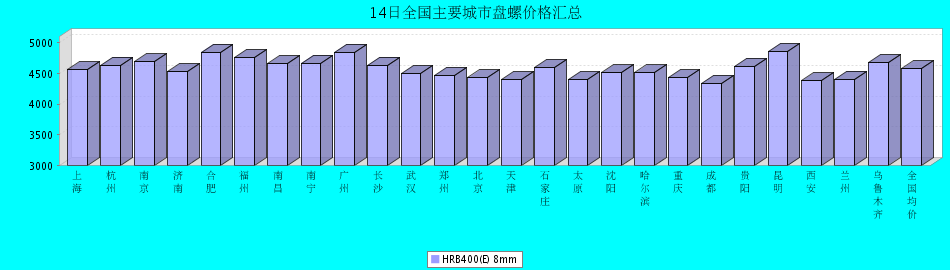 14日全国主要城市盘螺价格汇总
5000
4500
4000
3500
3000
上海
杭州
南京
济南
合肥
福州
南昌
南宁
广州
长沙
武汉
郑州
北京
天津
石家庄
太原
沈阳
哈尔滨
重庆
成都
贵阳
昆明
西安
兰州
乌鲁木齐
全国均价
HRB400(E) 8mm